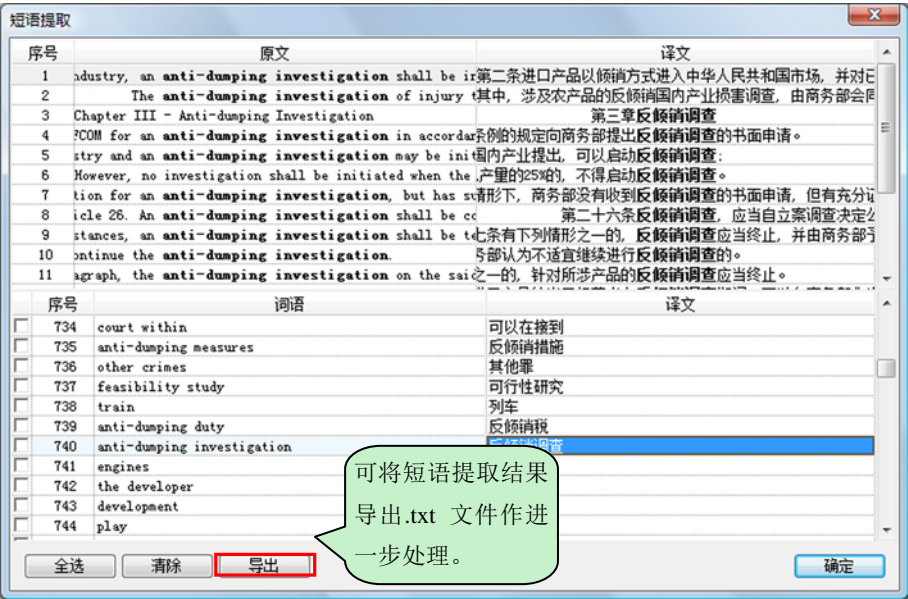 短语提取
序号 原文 译文
1 industry, an anti-dumping investigation shall be in 第二条进口产品以倾销方式进入中华人民共和国市场，并对已
2 The anti-dumping investigation of injury t 其中，涉及农产品的反倾销国内产业损害调查，由商务部会同
3 Chapter III - Anti-dumping Investigation 第三章反倾销调查
4 FCOM for an anti-dumping investigation in accordan 条例的规定向商务部提出反倾销调查的书面申请。
5 stry and an anti-dumping investigation may be init 国内产业提出，可以启动反倾销调查；
6 However, no investigation shall be initiated when the 产量的25%的，不得启动反倾销调查。
7 tion for an anti-dumping investigation, but has su 情形下，商务部没有收到反倾销调查的书面申请，但有充分证
8 icle 26. An anti-dumping investigation shall be co 第二十六条反倾销调查，应当自立案调查决定公
9 stances, an anti-dumping investigation shall be te 七条有下列情形之一的，反倾销调查应当终止，并由商务部予
10 ontinue the anti-dumping investigation. 务部认为不适宜继续进行反倾销调查的。
11 agraph, the anti-dumping investigation on the said 之一的，针对所涉产品的反倾销调查应当终止。
序号 词语 译文
734 court within 可以在接到
735 anti-dumping measures 反倾销措施
736 other crimes 其他罪
737 feasibility study 可行性研究
738 train 列车
739 anti-dumping duty 反倾销税
740 anti-dumping investigation 反倾销调查
741 engines
742 the developer
743 development
744 play
可将短语提取结果
导出.txt 文件作进
一步处理。
全选 清除 导出 确定